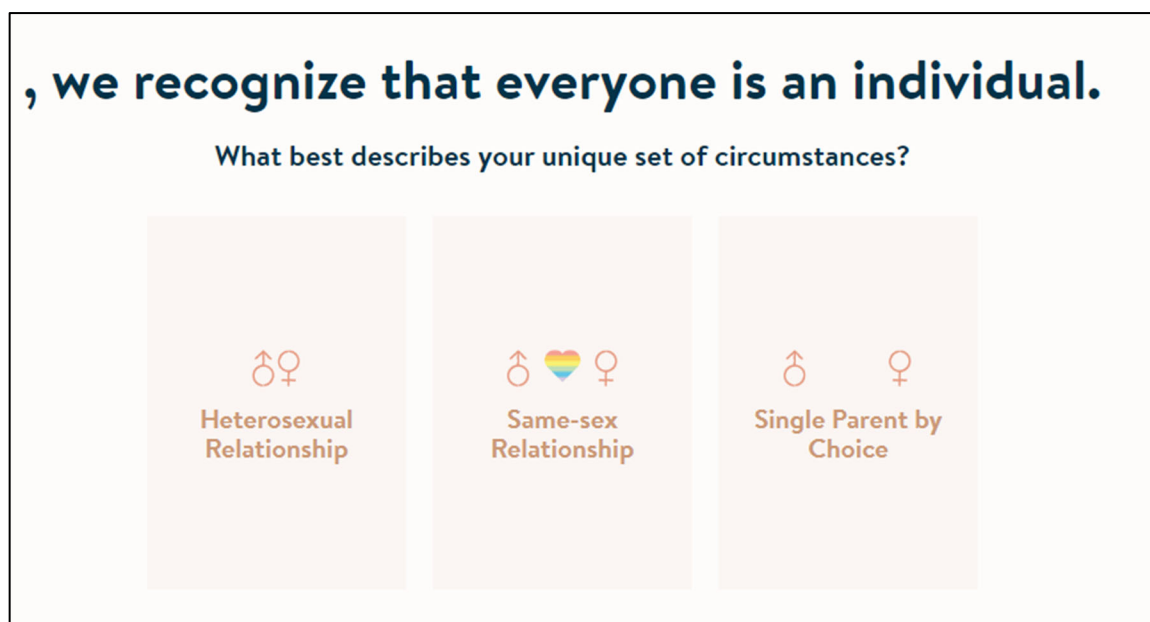 , we recognize that everyone is an individual.
What best describes your unique set of circumstances?
Heterosexual
Relationship
Same-sex
Relationship
Single Parent by
Choice